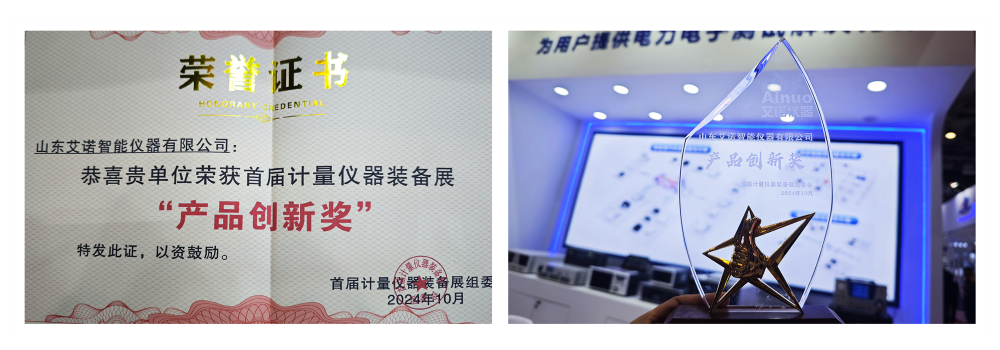 荣誉证书
HONORARY CREDENTIAL
山东艾诺智能仪器有限公司：
恭喜贵单位荣获首届计量仪器装备展
“产品创新奖”
特发此证，以资鼓励。
首届计量仪器装备展组委
2024年10月
为用户提供电力电子测试解决
Ainuo
艾诺仪器
山东艾诺智能仪器有限公司
产品创新奖
2024年10月